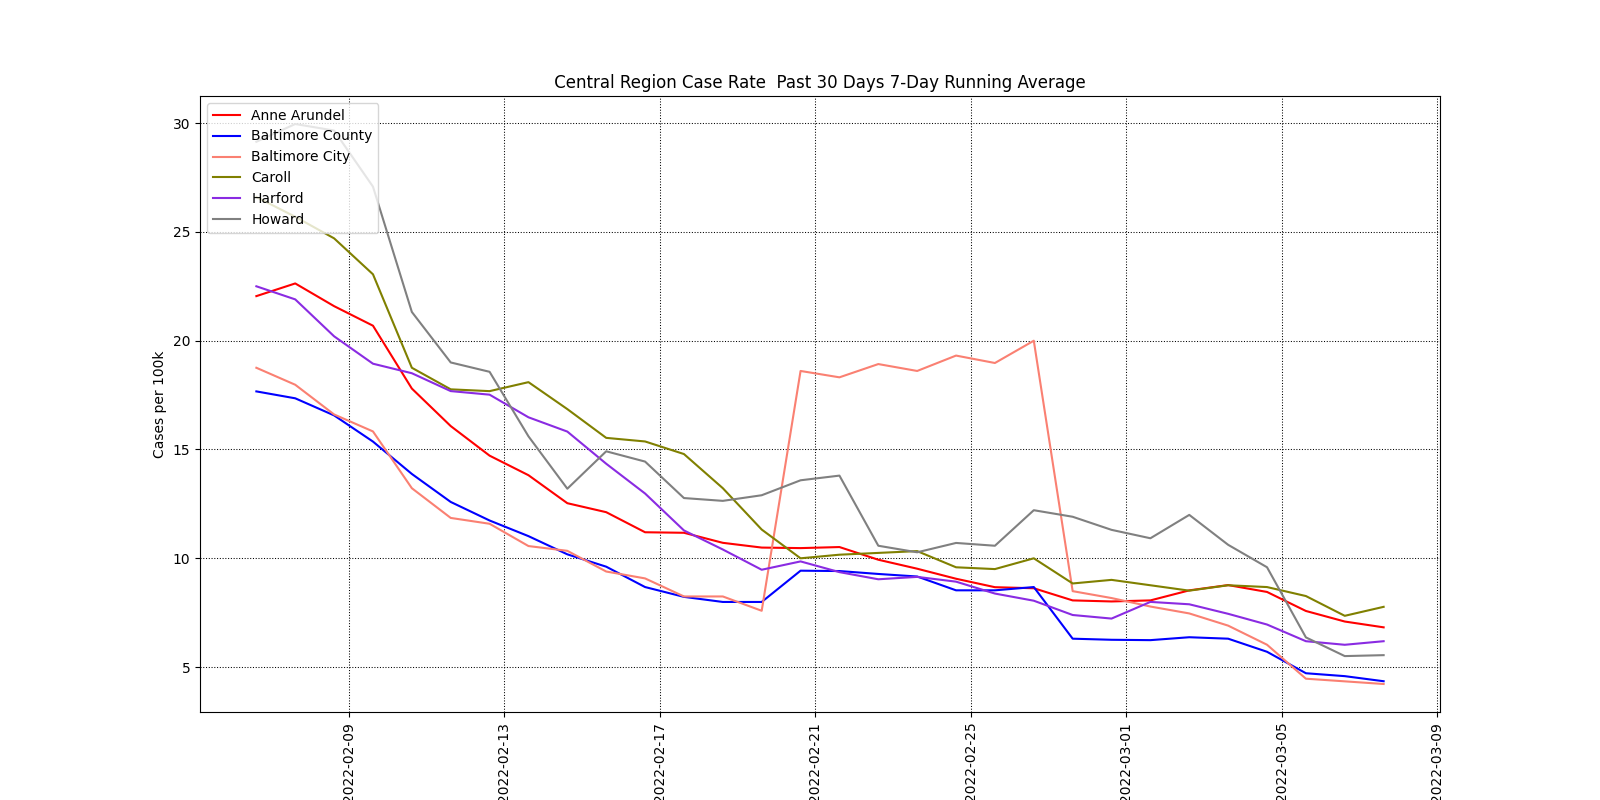 Central Region Case Rate  Past 30 Days 7-Day Running Average
Anne Arundel
Baltimore County
Baltimore City
Caroll
Harford
Howard
Cases per 100k
30
25
20
15
10
5
2022-02-09
2022-02-13
2022-02-17
2022-02-21
2022-02-25
2022-03-01
2022-03-05
2022-03-09